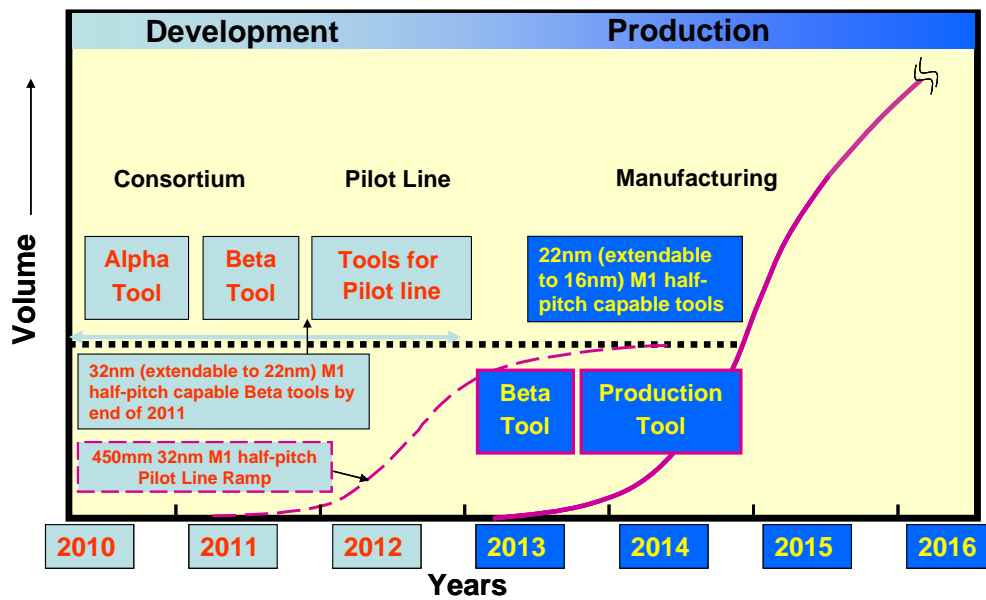 Development
Production
Volume
Consortium
Pilot Line
Manufacturing
Alpha
Tool
Beta
Tool
Tools for
Pilot line
22nm (extendable
to 16nm) M1 half-
pitch capable tools
32nm (extendable to 22nm) M1
half-pitch capable Beta tools by
end of 2011
Beta
Tool
Production
Tool
450mm 32nm M1 half-pitch
Pilot Line Ramp
2010
2011
2012
2013
2014
2015
2016
Years